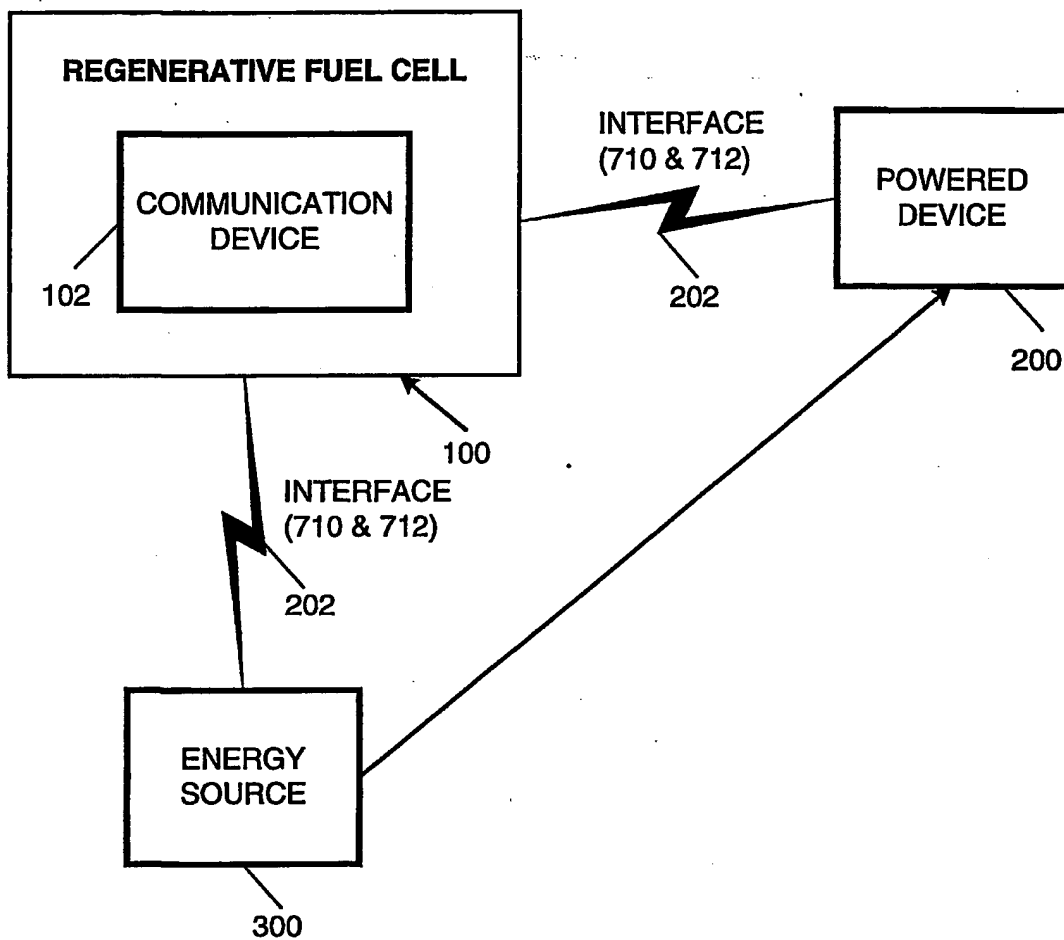 REGENERATIVE FUEL CELL
COMMUNICATION
DEVICE
102
INTERFACE
(710 & 712)
202
POWERED
DEVICE
200
100
INTERFACE
(710 & 712)
202
ENERGY
SOURCE
300